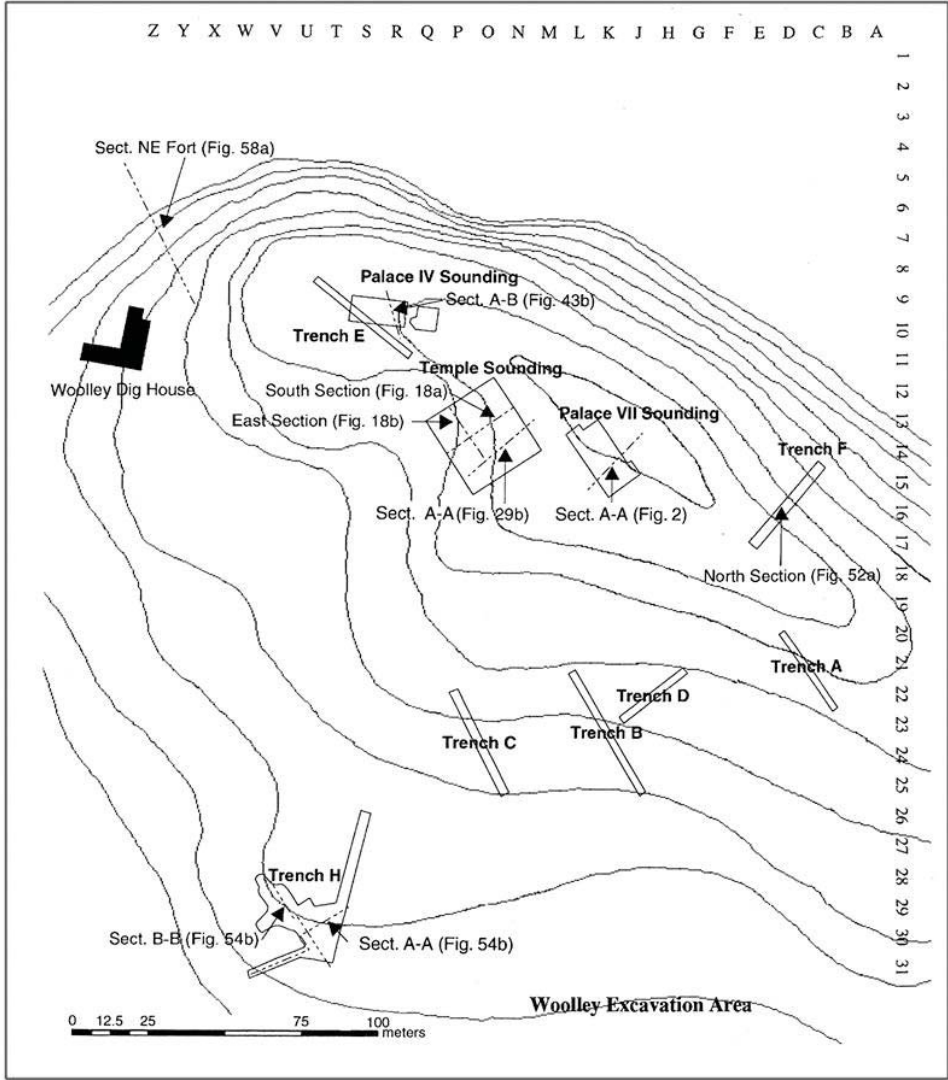 Z Y X W V U T S R Q P O N M L K J H G F E D C B A
1
2
3
4
5
6
7
8
9
10
11
12
13
14
15
16
17
18
19
20
21
22
23
24
25
26
27
28
29
30
31
Sect. NE Fort (Fig. 58a)
Palace IV Sounding
Sect. A-B (Fig. 43b)
Trench E
Woolley Dig House
Temple Sounding
South Section (Fig. 18a)
East Section (Fig. 18b)
Palace VII Sounding
Trench F
Sect. A-A (Fig. 29b)
Sect. A-A (Fig. 2)
North Section (Fig. 52a)
Trench A
Trench D
Trench B
Trench C
Trench H
Sect. B-B (Fig. 54b)
Sect. A-A (Fig. 54b)
Woolley Excavation Area
0 12.5 25 75 100
meters